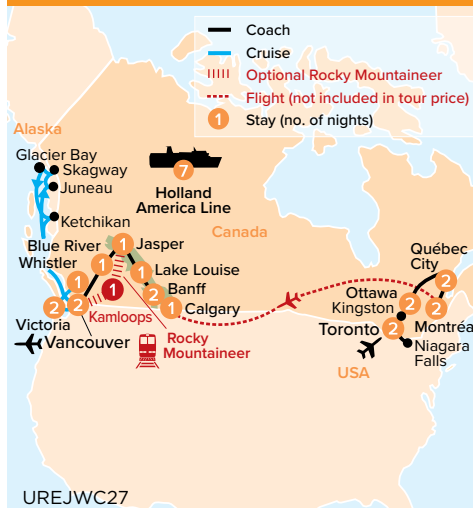 Coach
Cruise
Optional Rocky Mountaineer
Flight (not included in tour price)
1 Stay (no. of nights)
Alaska
Glacier Bay
Skagway
Juneau
Ketchikan
7
Holland
America Line
Canada
Blue River
Whistler
1
Jasper
1
1
1
Lake Louise
2
Banff
1
Calgary
2
2
1
Kamloops
Victoria
Vancouver
Rocky
Mountaineer
Québec
City
2
Ottawa
2
Kingston
2
Montréa
Toronto
2
Niagara
Falls
USA
UREJWC27